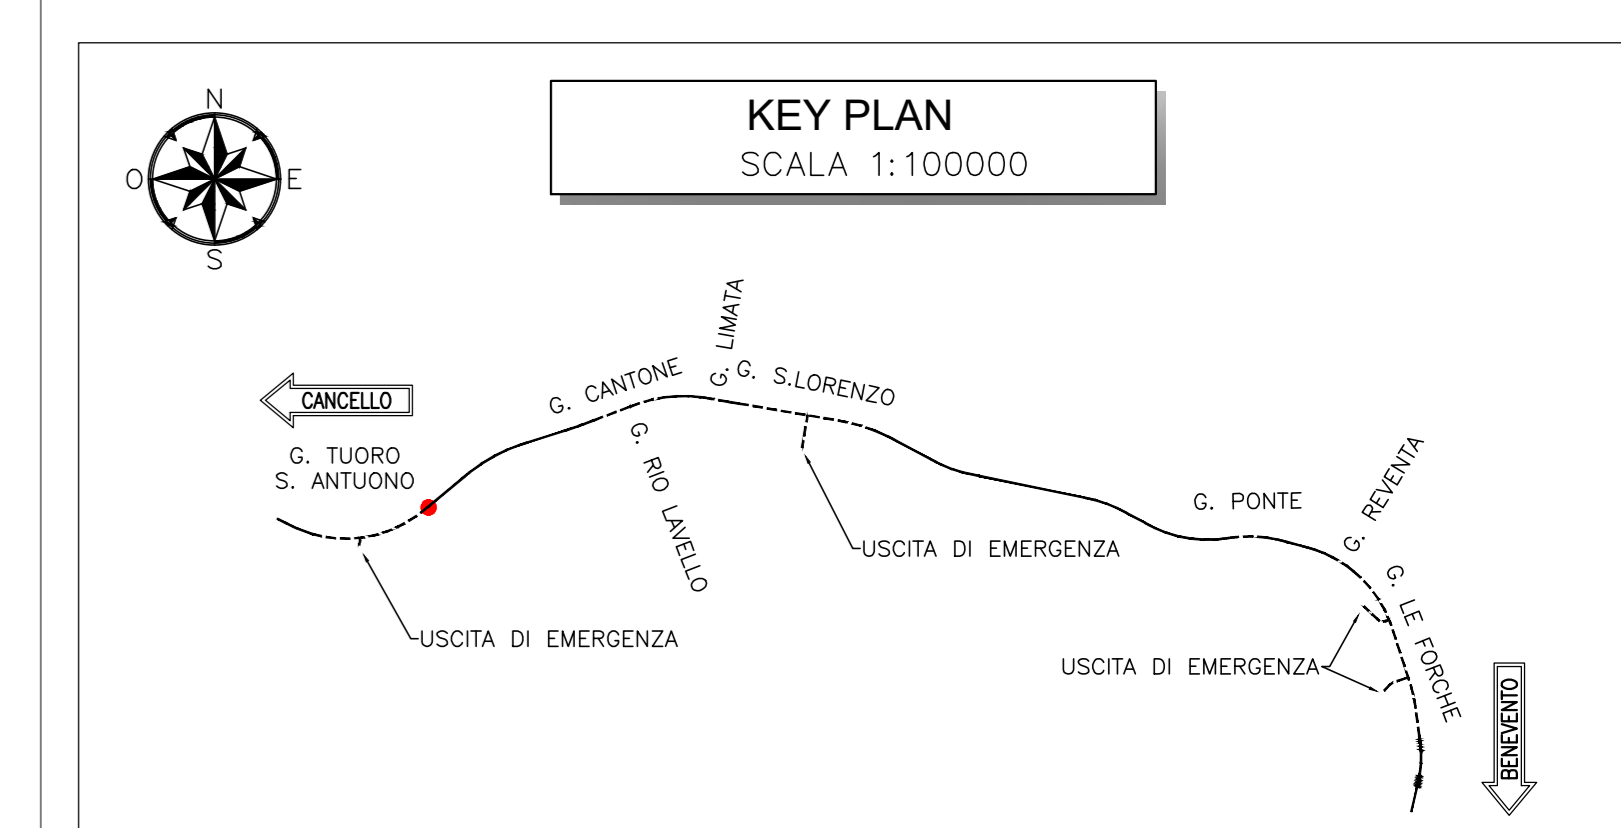 N
O
E
S
KEY PLAN
SCALA 1:100000
CANCELLO
G. TUORO
S. ANTUONO
G. CANTONE
G. LIMATA
G. S.LORENZO
G. RIO LAVELLO
USCITA DI EMERGENZA
USCITA DI EMERGENZA
G. PONTE
G. REVENTA
G. LE FORCHE
USCITA DI EMERGENZA
BENEVENTO